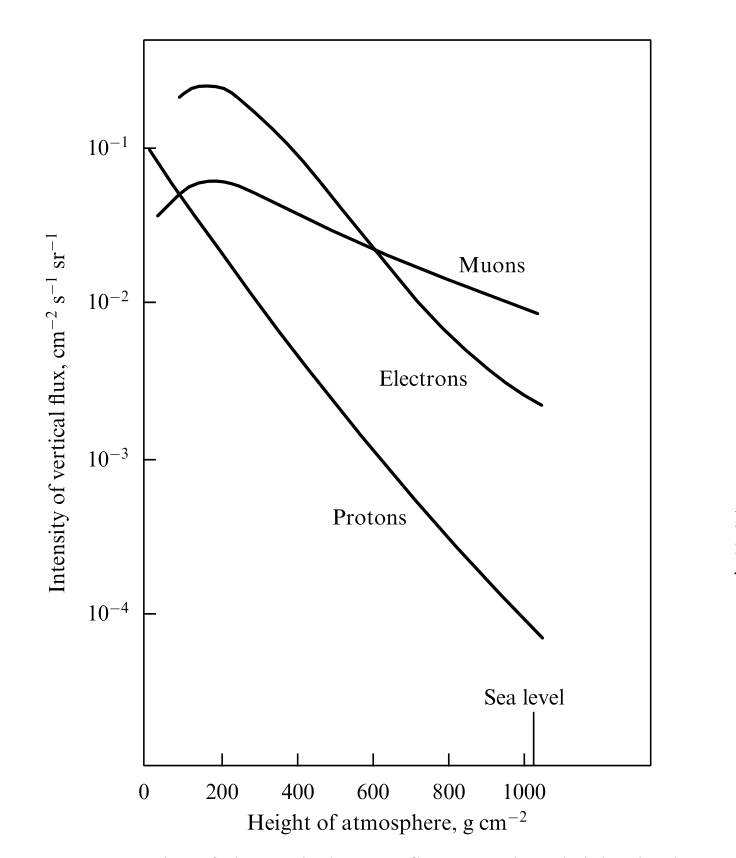 10⁻¹
10⁻²
10⁻³
10⁻⁴
Intensity of vertical flux, cm⁻² s⁻¹ sr⁻¹
Muons
Electrons
Protons
Sea level
0 200 400 600 800 1000
Height of atmosphere, g cm⁻²